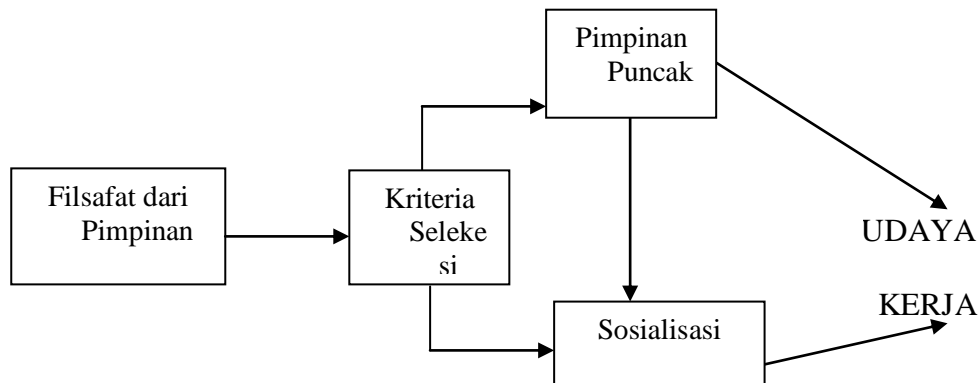 Pimpinan
Puncak
Filsafat dari
Pimpinan
Kriteria
Seleke
si
UDAYA
KERJA
Sosialisasi